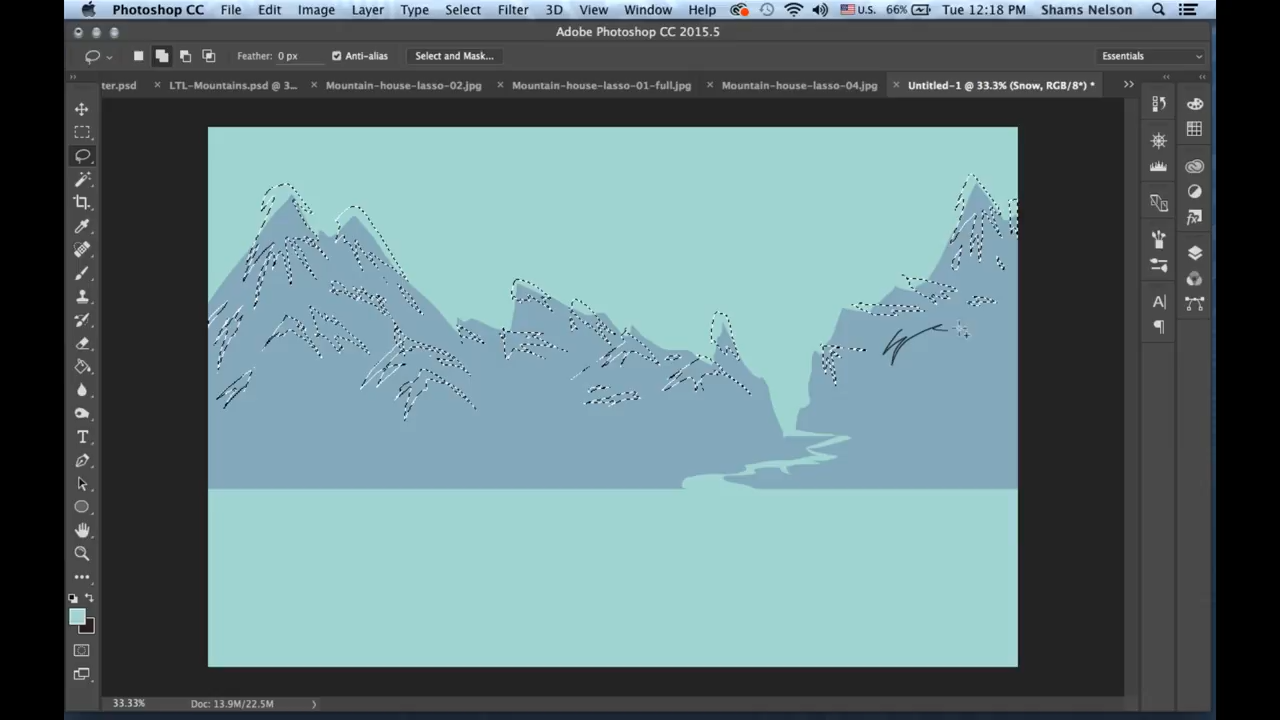 Photoshop CC File Edit Image Layer Type Select Filter 3D View Window Help U.S. 66% Tue 12:18 PM Shams Nelson
Adobe Photoshop CC 2015.5
Feather: 0 px Anti-alias Select and Mask... Essentials
ter.psd × LTL-Mountains.psd @ 3... × Mountain-house-lasso-02.jpg × Mountain-house-lasso-01-full.jpg × Mountain-house-lasso-04.jpg × Untitled-1 @ 33.3% (Snow, RGB/8*) *
33.33% Doc: 13.9M/22.5M